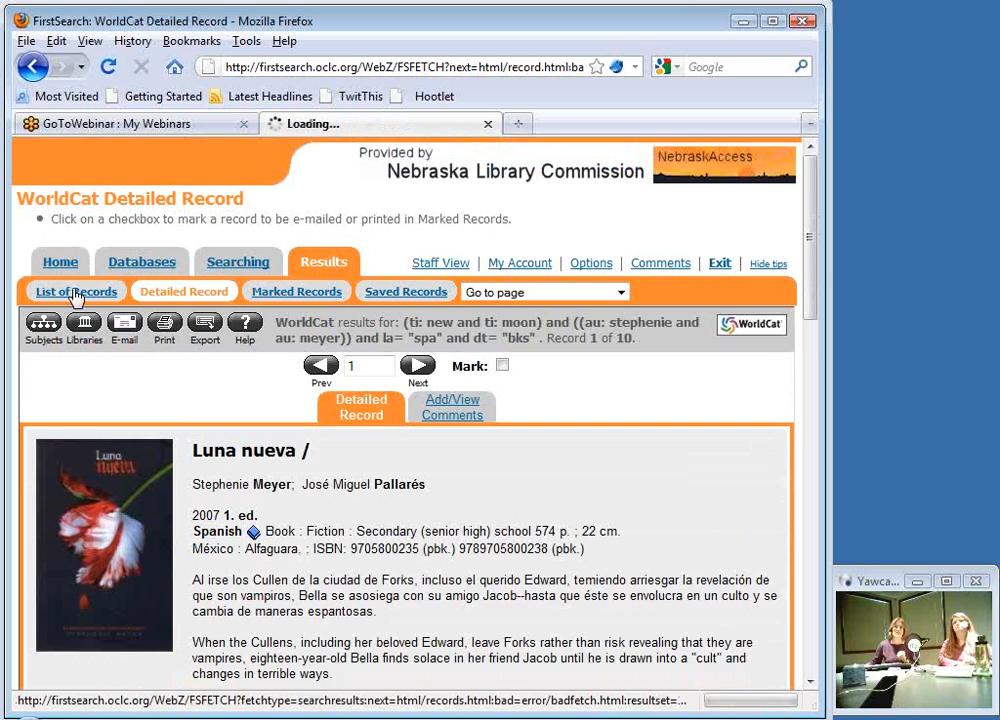 FirstSearch: WorldCat Detailed Record - Mozilla Firefox
File Edit View History Bookmarks Tools Help
http://firstsearch.oclc.org/WebZ/FSFETCH?next=html/record.html:ba
Google
Most Visited Getting Started Latest Headlines TwitThis Hootlet
GoToWebinar : My Webinars
Loading...
Provided by
Nebraska Library Commission
NebraskAccess
WorldCat Detailed Record
Click on a checkbox to mark a record to be e-mailed or printed in Marked Records.
Home Databases Searching Results
Staff View | My Account | Options | Comments | Exit | Hide tips
List of Records Detailed Record Marked Records Saved Records Go to page
Subjects Libraries E-mail Print Export Help
WorldCat results for: (ti: new and ti: moon) and ((au: stephenie and
au: meyer)) and la= "spa" and dt= "bks" . Record 1 of 10.
WorldCat
1 Mark:
Prev Next
Detailed
Record
Add/View
Comments
Luna
nueva
Luna nueva /
Stephenie Meyer; José Miguel Pallarés
2007 1. ed.
Spanish Book : Fiction : Secondary (senior high) school 574 p. ; 22 cm.
México : Alfaguara, ; ISBN: 9705800235 (pbk.) 9789705800238 (pbk.)
Al irse los Cullen de la ciudad de Forks, incluso el querido Edward, temiendo arriesgar la revelación de
que son vampiros, Bella se asosiega con su amigo Jacob--hasta que éste se envolucra en un culto y se
cambia de maneras espantosas.
When the Cullens, including her beloved Edward, leave Forks rather than risk revealing that they are
vampires, eighteen-year-old Bella finds solace in her friend Jacob until he is drawn into a "cult" and
changes in terrible ways.
http://firstsearch.oclc.org/WebZ/FSFETCH?fetchtype=searchresults:next=html/records.html:bad=error/badfetch.html:resultset=...
Yawca...